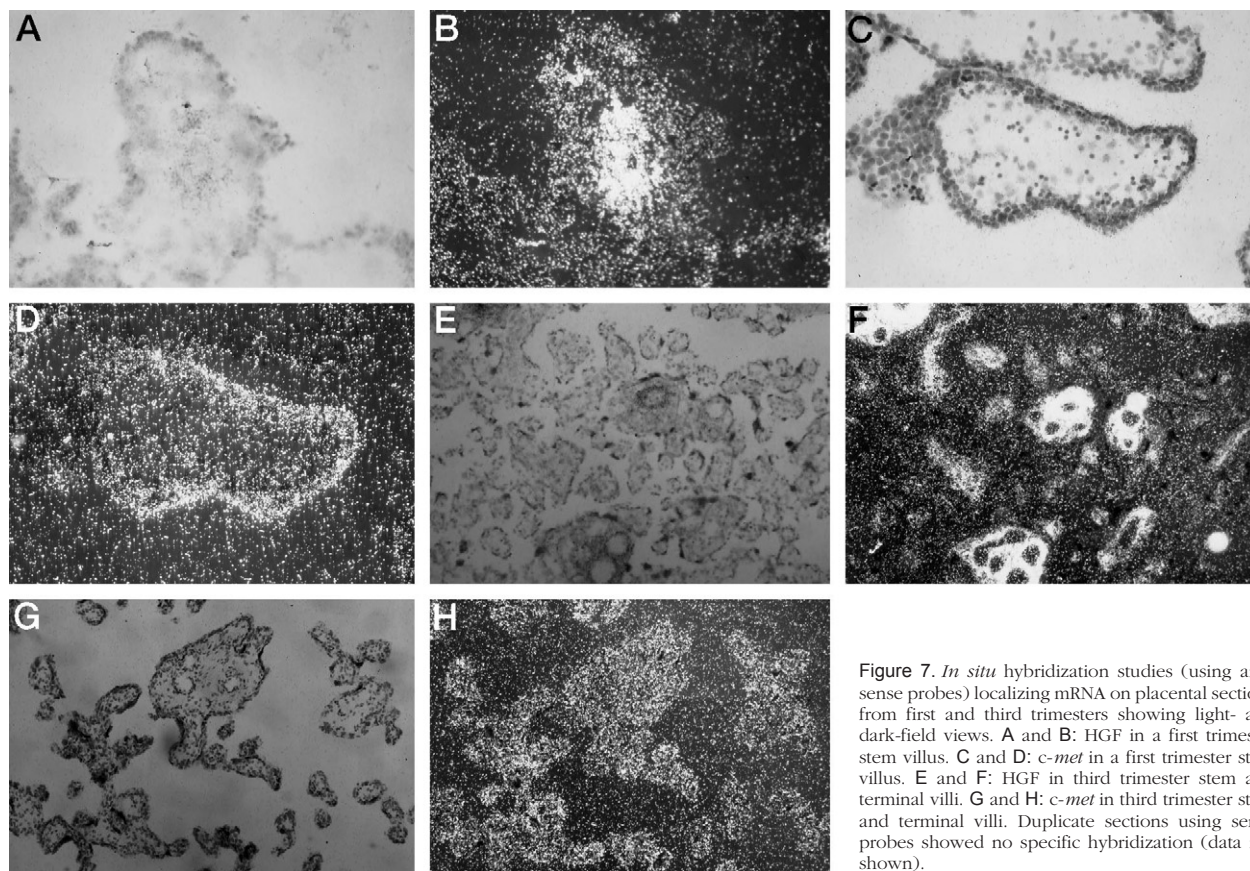 A
B
C
D
E
F
G
H
Figure 7. In situ hybridization studies (using a
sense probes) localizing mRNA on placental sectio
from first and third trimesters showing light- a
dark-field views. A and B: HGF in a first trimes
stem villus. C and D: c-met in a first trimester st
villus. E and F: HGF in third trimester stem a
terminal villi. G and H: c-met in third trimester st
and terminal villi. Duplicate sections using sen
probes showed no specific hybridization (data
shown).